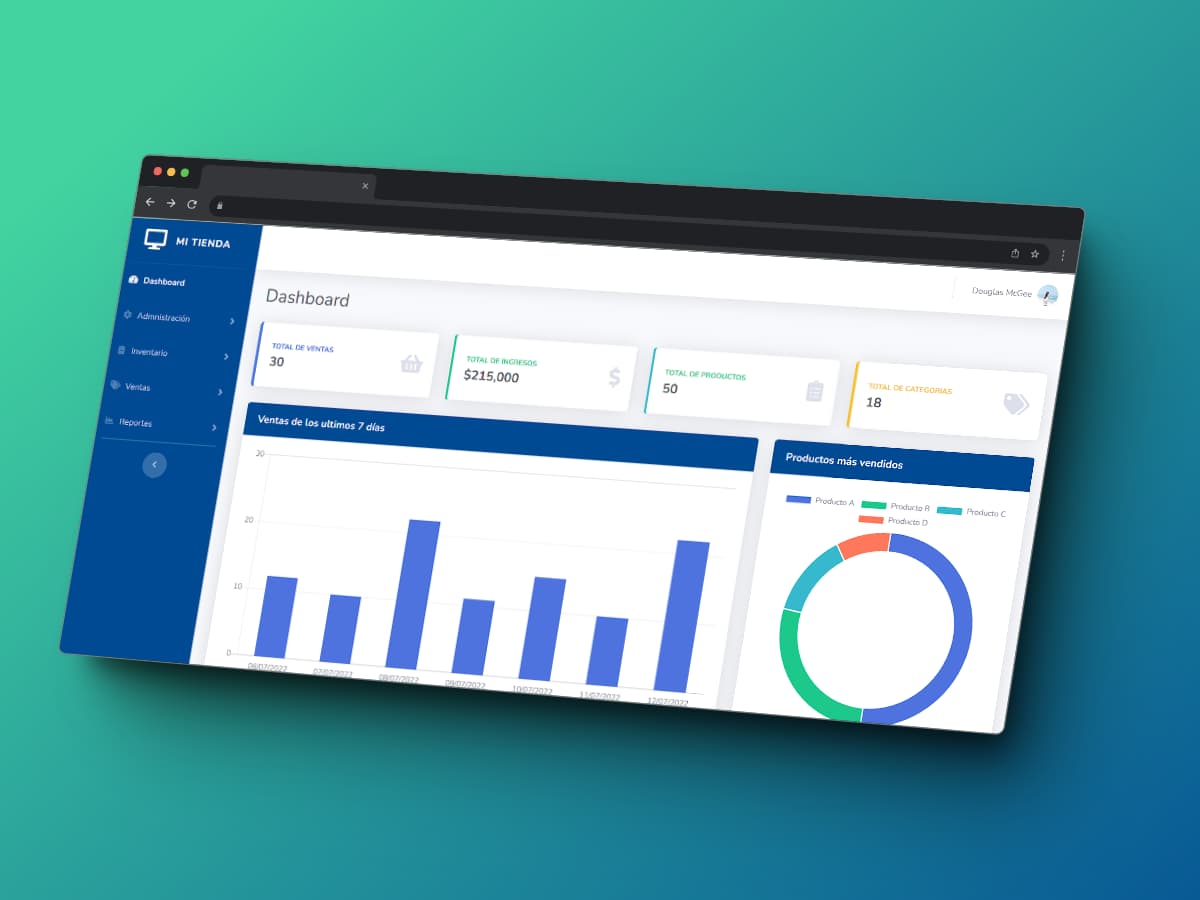 MI TIENDA
Douglas McGee
Dashboard
Admnistración
Inventario
Ventas
Reportes
Dashboard
TOTAL DE VENTAS
30
TOTAL DE INGRESOS
$215,000
TOTAL DE PRODUCTOS
50
TOTAL DE CATEGORIAS
18
Ventas de los ultimos 7 días
30
20
10
0
06/07/2022
07/07/2022
08/07/2022
09/07/2022
10/07/2022
11/07/2022
12/07/2022
Productos más vendidos
Producto A
Producto B
Producto C
Producto D